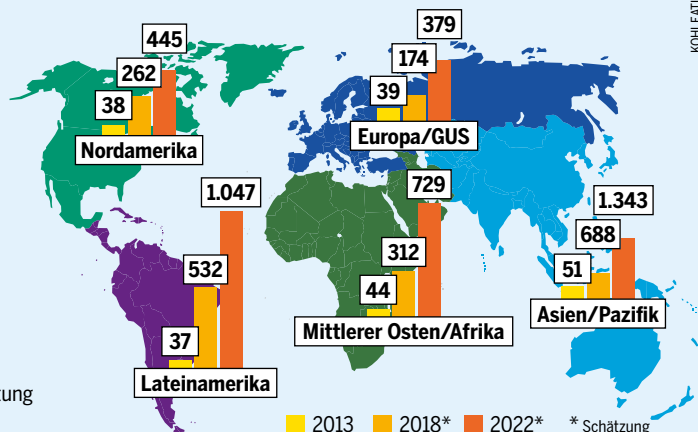 445
262
38
Nordamerika
379
174
39
Europa/GUS
1.047
532
37
Lateinamerika
729
312
44
Mittlerer Osten/Afrika
1.343
688
51
Asien/Pazifik
2013 2018* 2022* * Schätzung